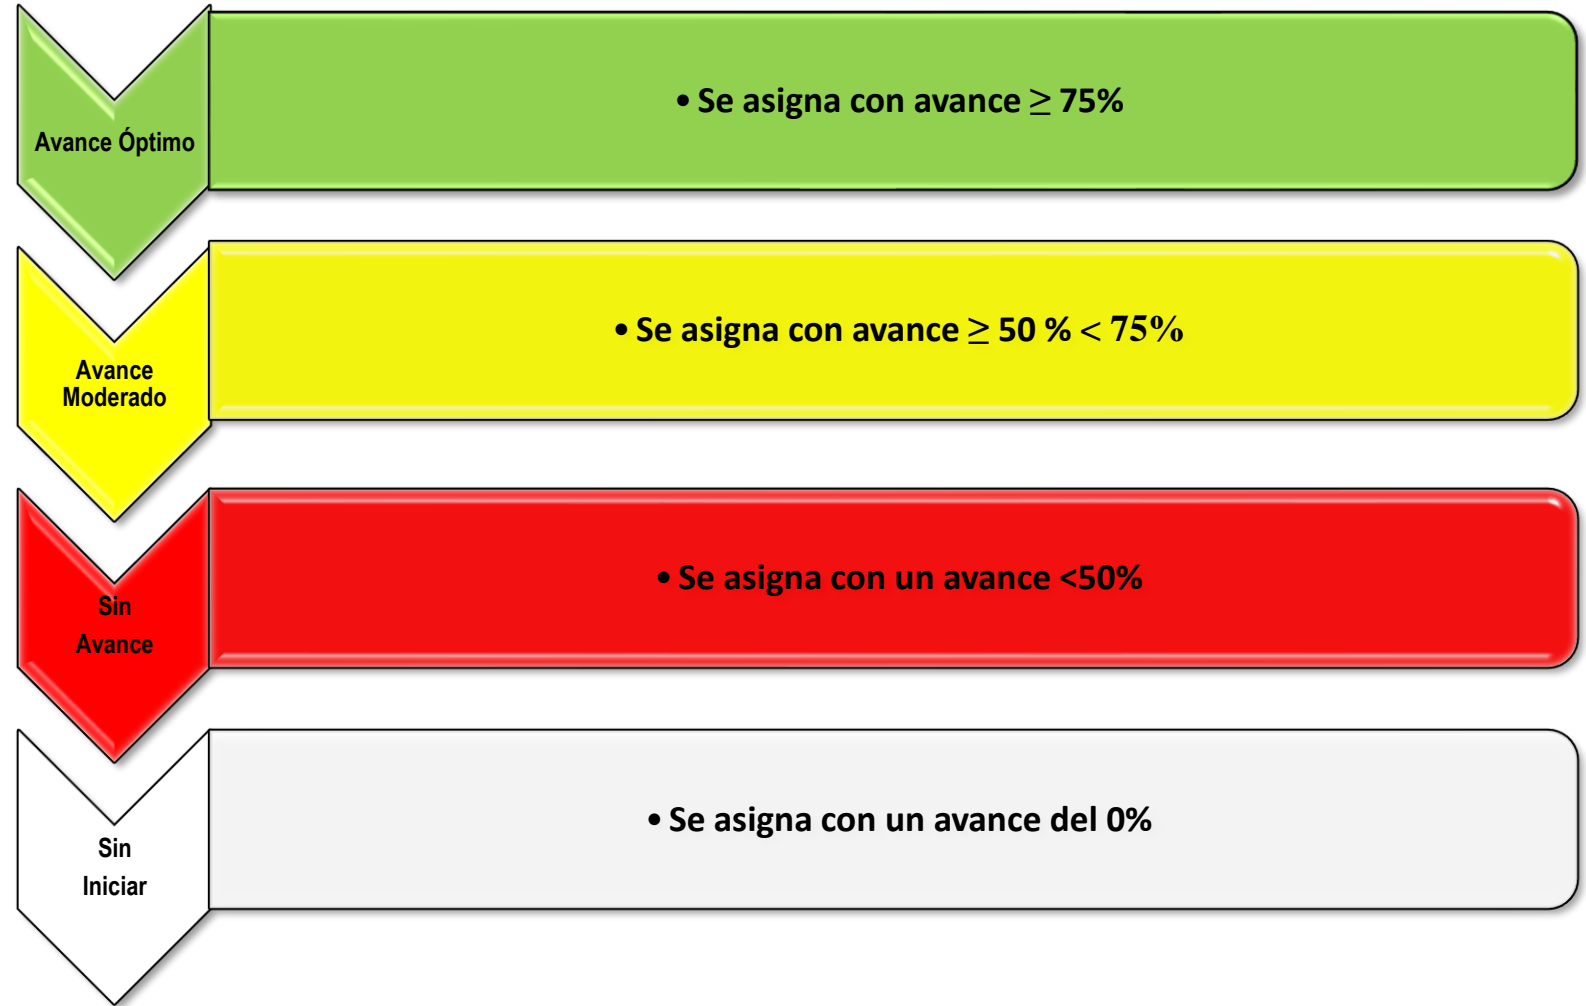 • Se asigna con avance ≥ 75%
Avance Óptimo
• Se asigna con avance ≥ 50 % < 75%
Avance
Moderado
• Se asigna con un avance <50%
Sin
Avance
• Se asigna con un avance del 0%
Sin
Iniciar